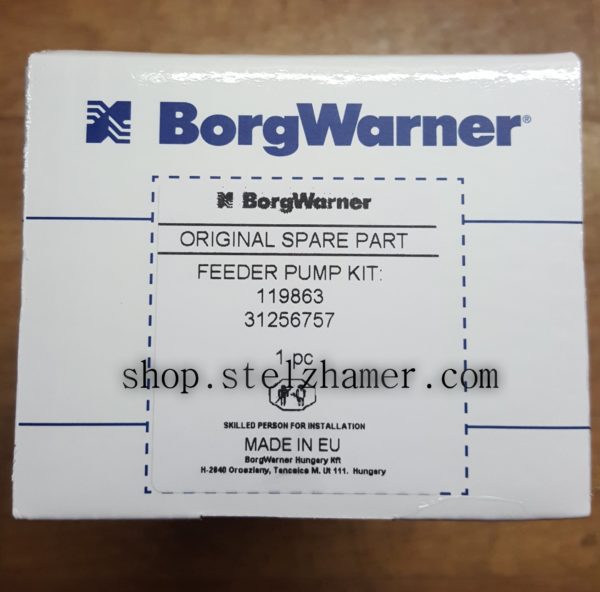 BorgWarner®
BorgWarner
ORIGINAL SPARE PART
FEEDER PUMP KIT:
119863
31256757
1 pc
shop.stelzhamer.com
SKILLED PERSON FOR INSTALLATION
MADE IN EU
BorgWarner Hungary Kft
H-2840 Oroszlany, Tancsics M. Ut 111. Hungary